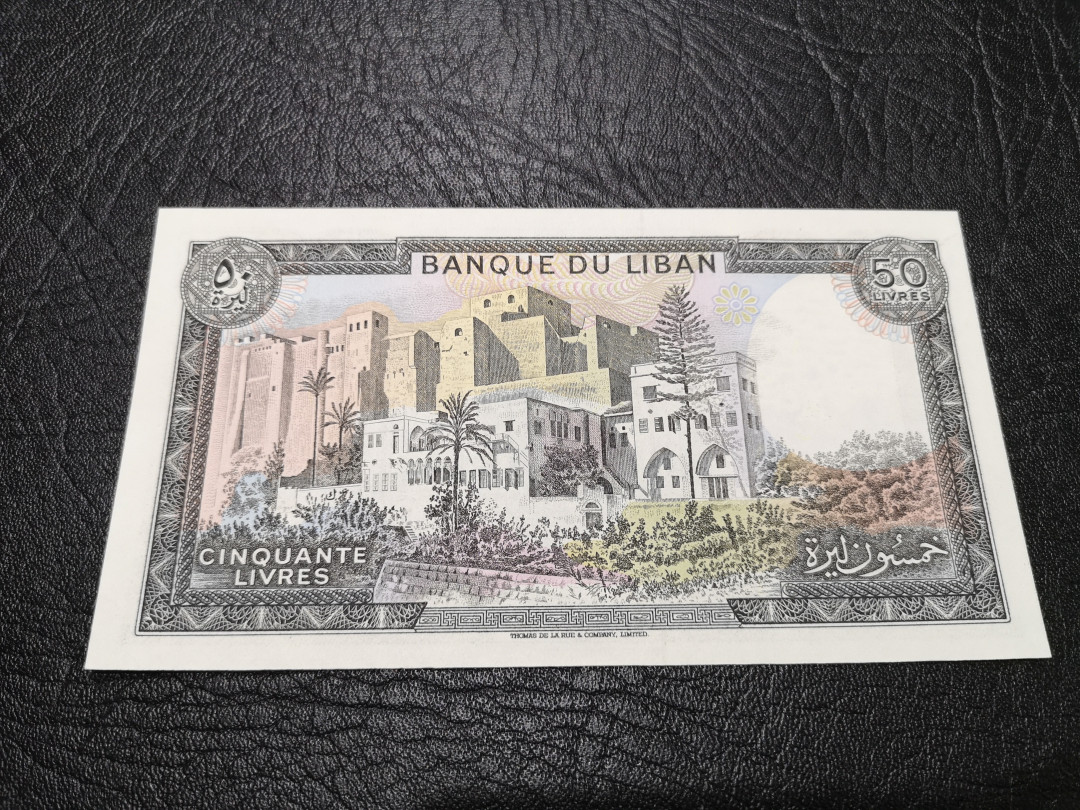 BANQUE DU LIBAN
٥٠
ليرة
50
LIVRES
CINQUANTE
LIVRES
خمسون ليرة
THOMAS DE LA RUE & COMPANY, LIMITED.